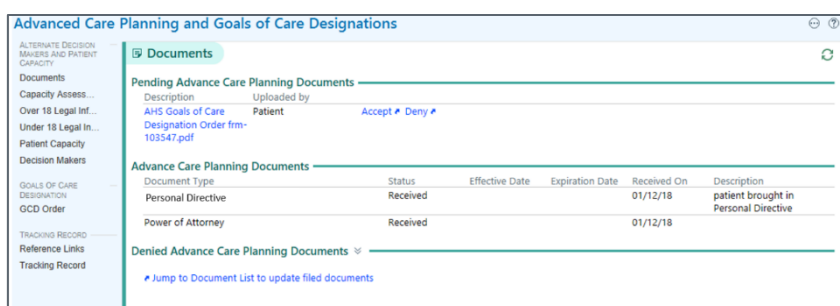 Advanced Care Planning and Goals of Care Designations
ALTERNATE DECISION
MAKERS AND PATIENT
CAPACITY
Documents
Capacity Assess...
Over 18 Legal Inf...
Under 18 Legal In...
Patient Capacity
Decision Makers
GOALS OF CARE
DESIGNATION
GCD Order
TRACKING RECORD
Reference Links
Tracking Record
Documents
Pending Advance Care Planning Documents
Description Uploaded by
AHS Goals of Care Patient Accept Deny
Designation Order frm-
103547.pdf
Advance Care Planning Documents
Document Type Status Effective Date Expiration Date Received On Description
Personal Directive Received 01/12/18 patient brought in
Personal Directive
Power of Attorney Received 01/12/18
Denied Advance Care Planning Documents
Jump to Document List to update filed documents